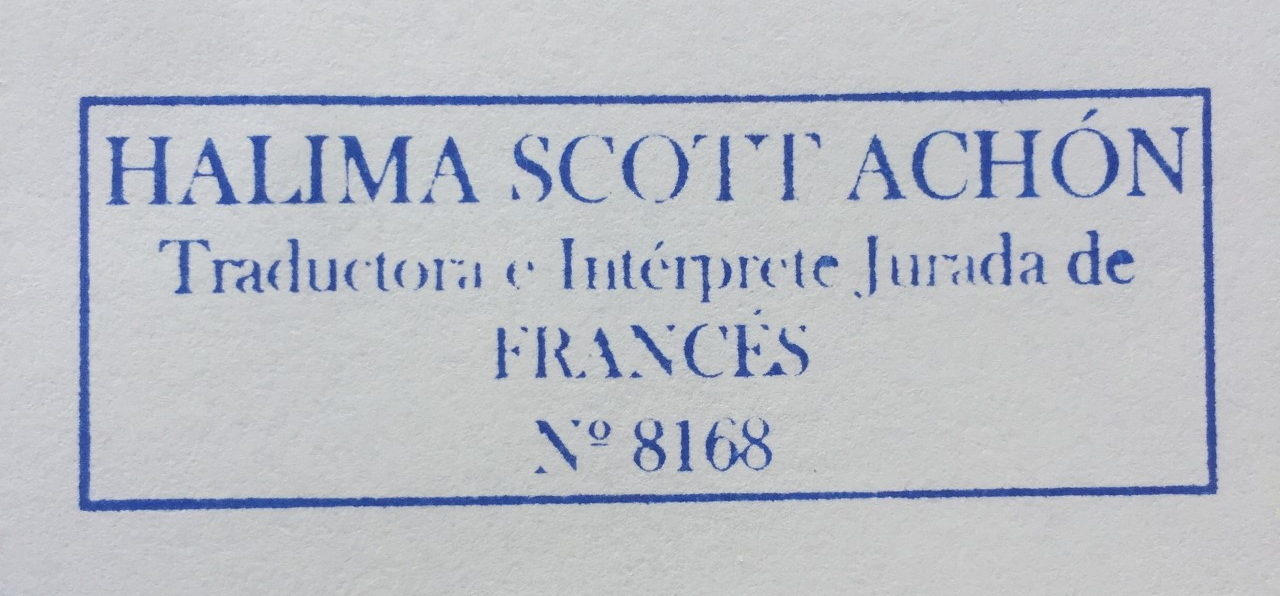 HALIMA SCOTT ACHÓN
Traductora e Intérprete Jurada de
FRANCÉS
Nº 8168